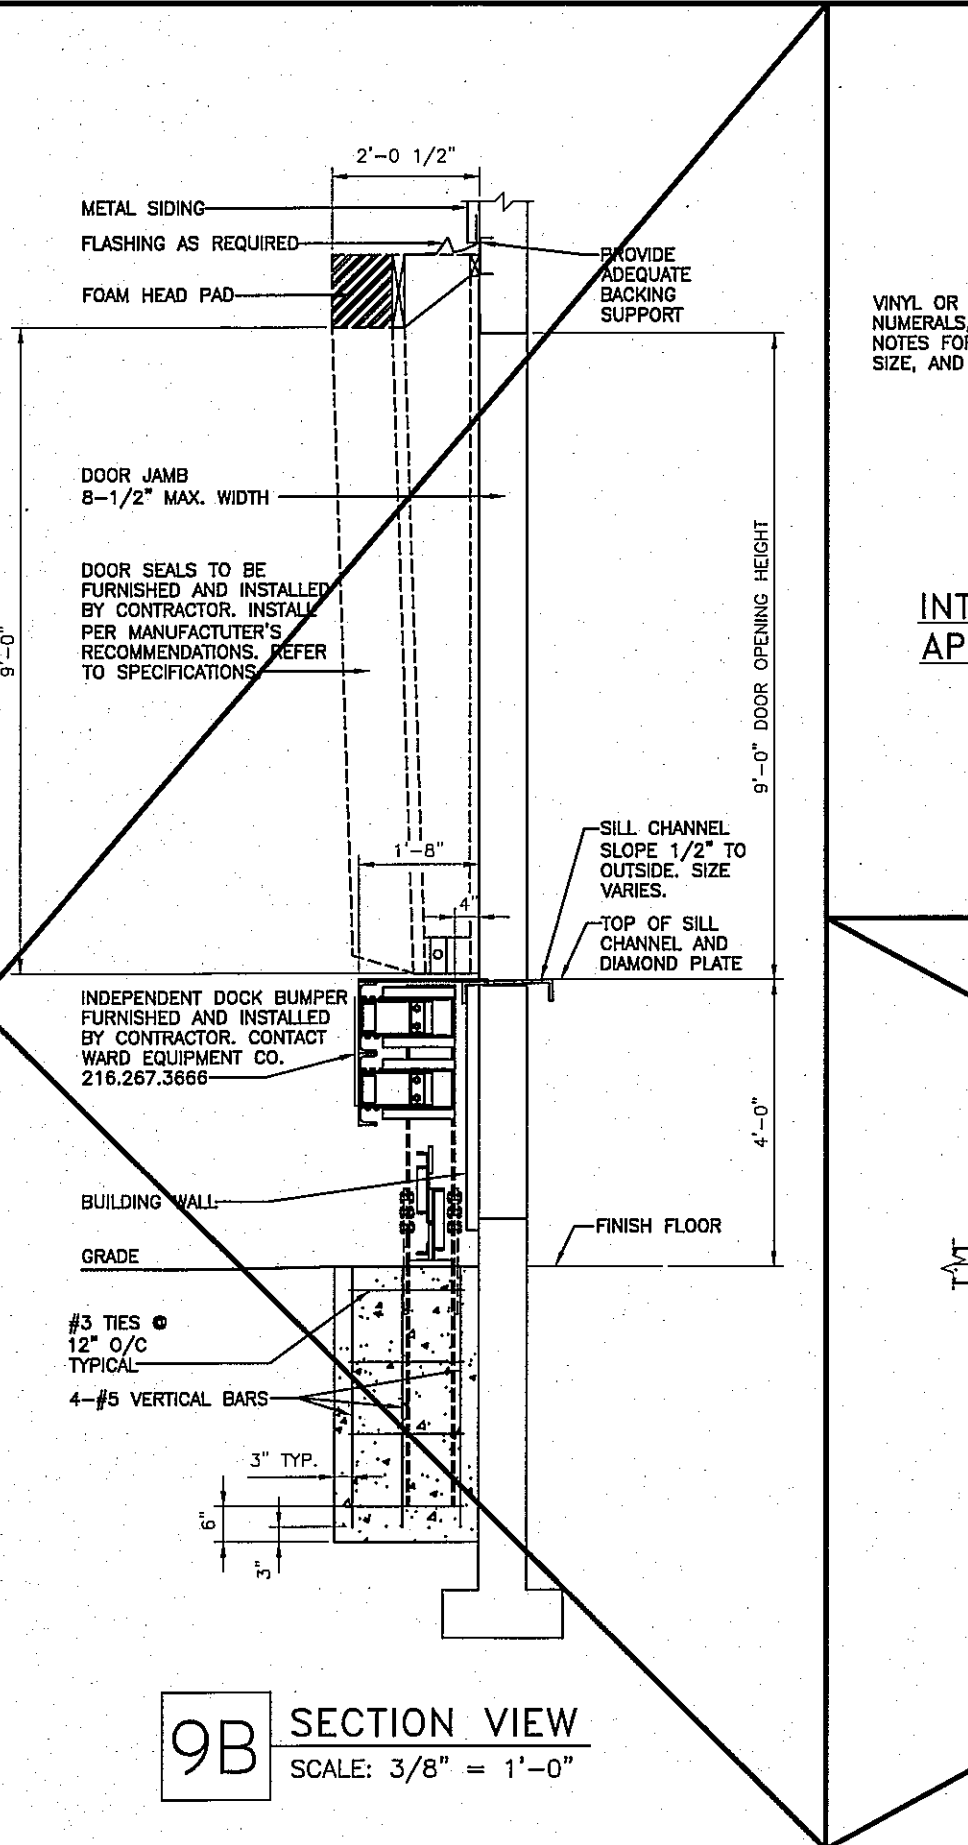 2'-0 1/2"
METAL SIDING
FLASHING AS REQUIRED
FOAM HEAD PAD
PROVIDE
ADEQUATE
BACKING
SUPPORT
VINYL OR
NUMERALS,
NOTES FOR
SIZE, AND
DOOR JAMB
8-1/2" MAX. WIDTH
DOOR SEALS TO BE
FURNISHED AND INSTALLED
BY CONTRACTOR. INSTALL
PER MANUFACTUTER'S
RECOMMENDATIONS. REFER
TO SPECIFICATIONS.
9'-0"
9'-0" DOOR OPENING HEIGHT
INT
AP
1'-8"
4"
SILL CHANNEL
SLOPE 1/2" TO
OUTSIDE. SIZE
VARIES.
TOP OF SILL
CHANNEL AND
DIAMOND PLATE
INDEPENDENT DOCK BUMPER
FURNISHED AND INSTALLED
BY CONTRACTOR. CONTACT
WARD EQUIPMENT CO.
216.267.3666
4'-0"
BUILDING WALL
FINISH FLOOR
GRADE
#3 TIES @
12" O/C
TYPICAL
4-#5 VERTICAL BARS
3" TYP.
6"
3"
9B
SECTION VIEW
SCALE: 3/8" = 1'-0"